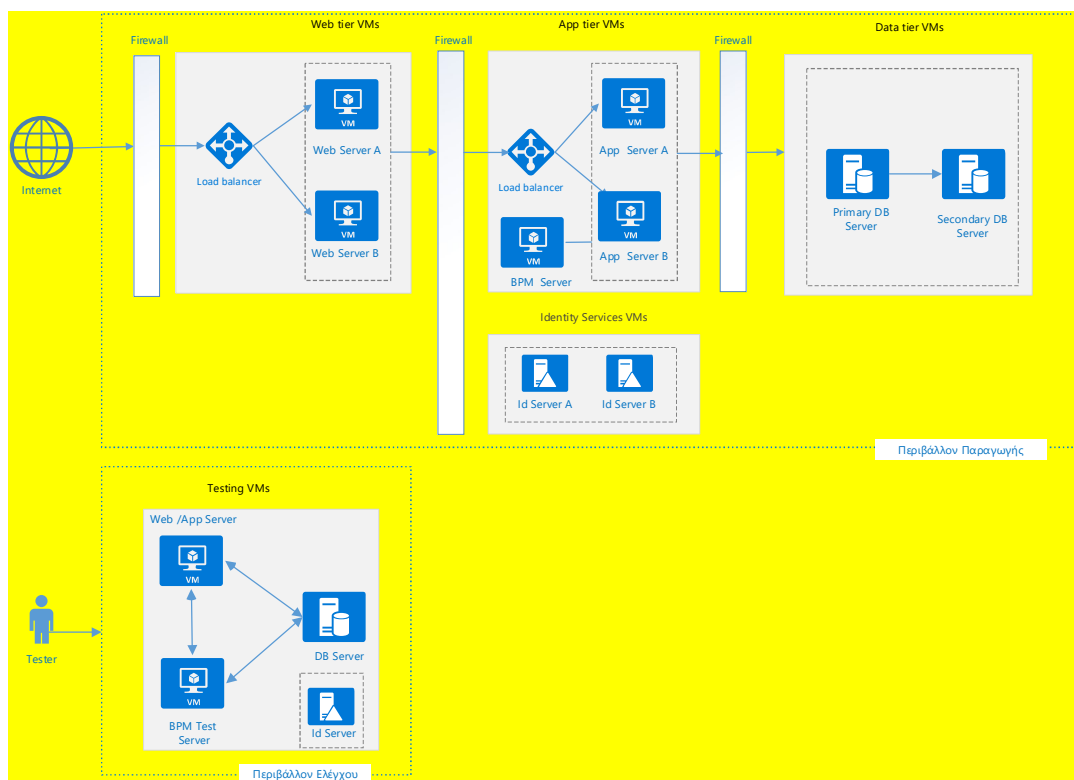 Web tier VMs
App tier VMs
Data tier VMs
Firewall
Firewall
Firewall
VM
Web Server A
VM
App Server A
Load balancer
Load balancer
Internet
VM
Web Server B
VM
App Server B
VM
BPM Server
Primary DB
Server
Secondary DB
Server
Identity Services VMs
Id Server A
Id Server B
Περιβάλλον Παραγωγής
Testing VMs
Web /App Server
VM
DB Server
Tester
VM
BPM Test
Server
Id Server
Περιβάλλον Ελέγχου